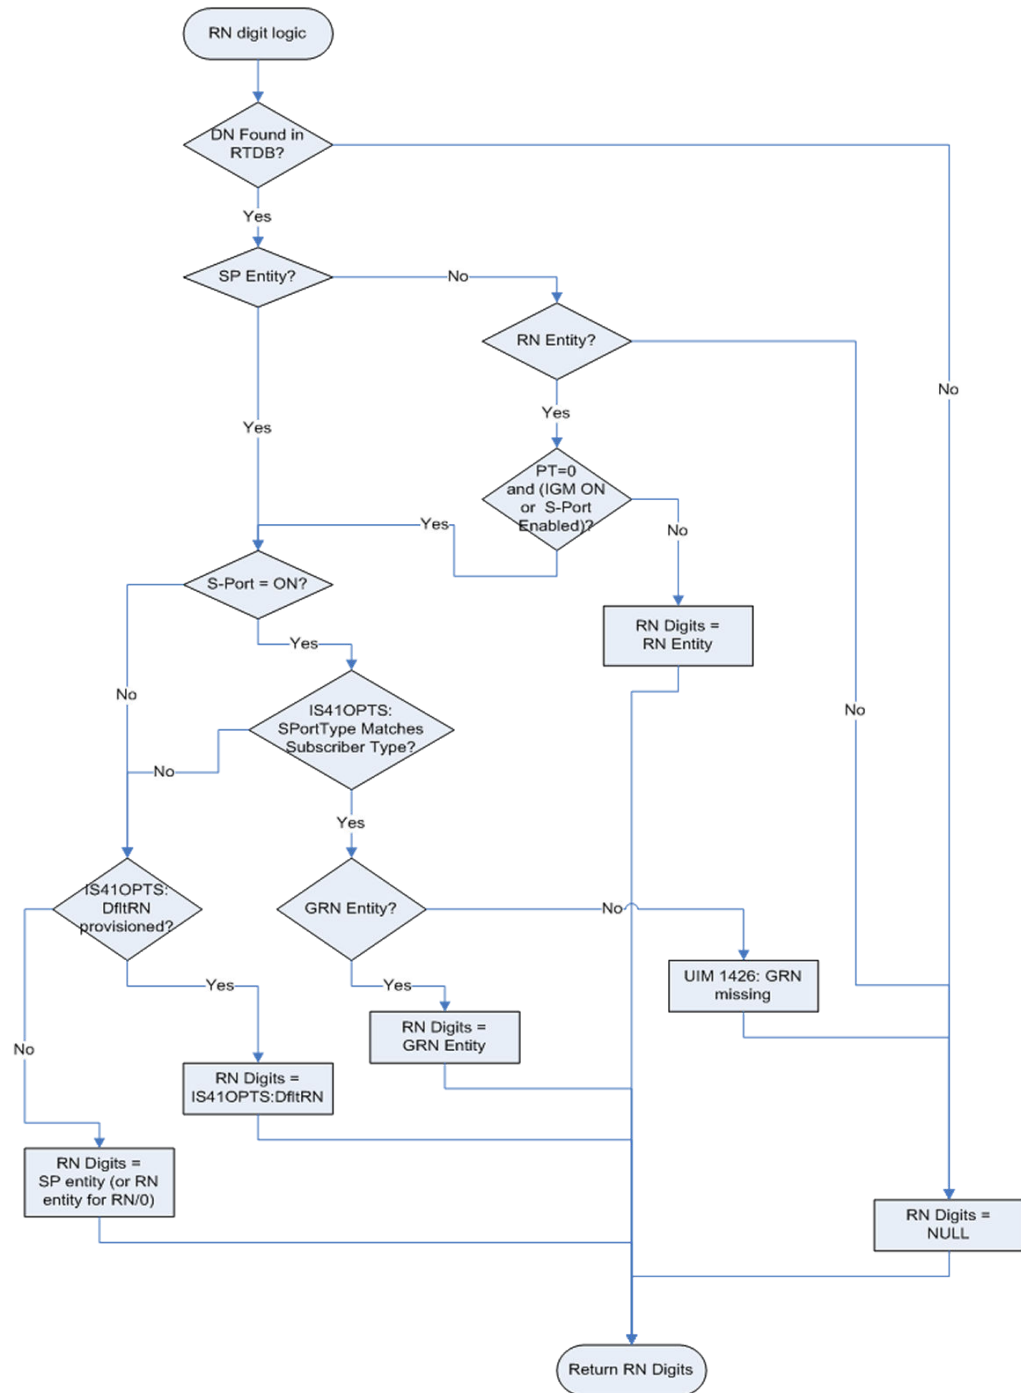 RN digit logic
DN Found in
RTDB?
Yes
SP Entity?
No
RN Entity?
No
Yes
Yes
PT=0
and (IGM ON
or S-Port
Enabled)?
Yes
No
S-Port = ON?
Yes
RN Digits =
RN Entity
No
IS41OPTS:
SPortType Matches
Subscriber Type?
No
No
Yes
IS41OPTS:
DfltRN
provisioned?
GRN Entity?
No
UIM 1426: GRN
missing
Yes
Yes
RN Digits =
GRN Entity
No
RN Digits =
IS41OPTS:DfltRN
RN Digits =
SP entity (or RN
entity for RN/0)
RN Digits =
NULL
Return RN Digits